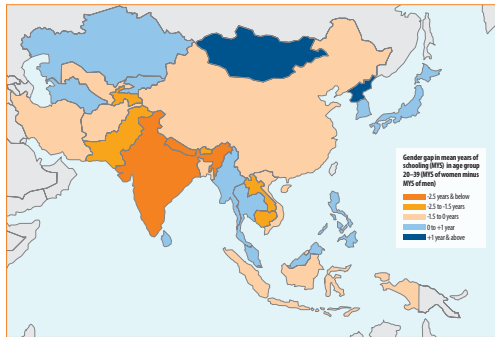 Gender gap in mean years of
schooling (MYS) in age group
20–39 (MYS of women minus
MYS of men)
-2.5 years & below
-2.5 to -1.5 years
-1.5 to 0 years
0 to +1 year
+1 year & above